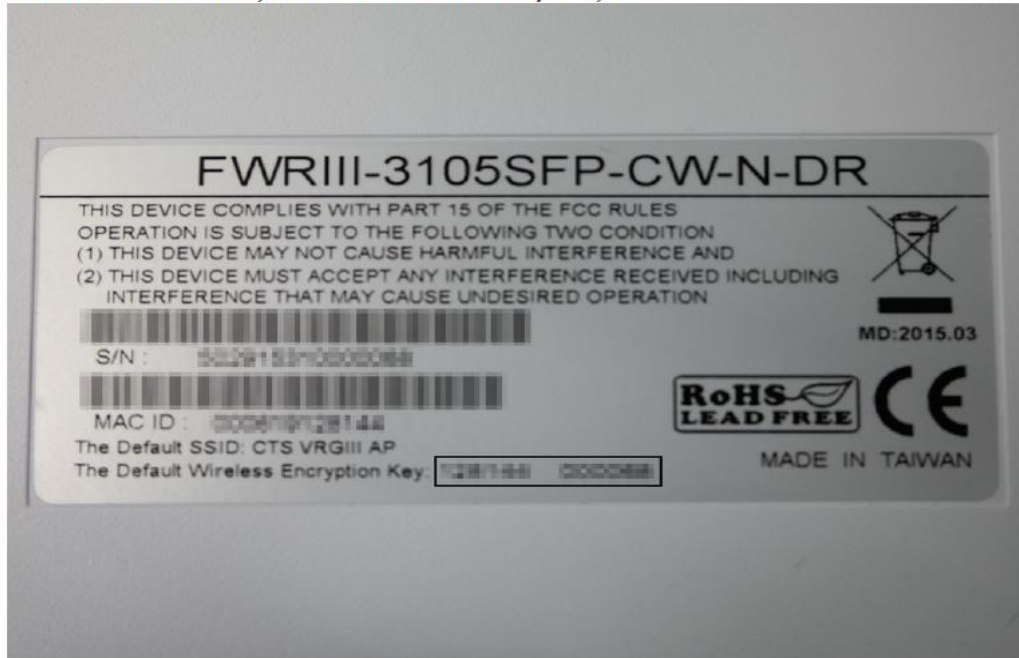 FWRIII-3105SFP-CW-N-DR
THIS DEVICE COMPLIES WITH PART 15 OF THE FCC RULES
OPERATION IS SUBJECT TO THE FOLLOWING TWO CONDITION
(1) THIS DEVICE MAY NOT CAUSE HARMFUL INTERFERENCE AND
(2) THIS DEVICE MUST ACCEPT ANY INTERFERENCE RECEIVED INCLUDING
INTERFERENCE THAT MAY CAUSE UNDESIRED OPERATION
MD:2015.03
S/N :
MAC ID :
RoHS
LEAD FREE
CE
The Default SSID: CTS VRGIII AP
The Default Wireless Encryption Key:
MADE IN TAIWAN